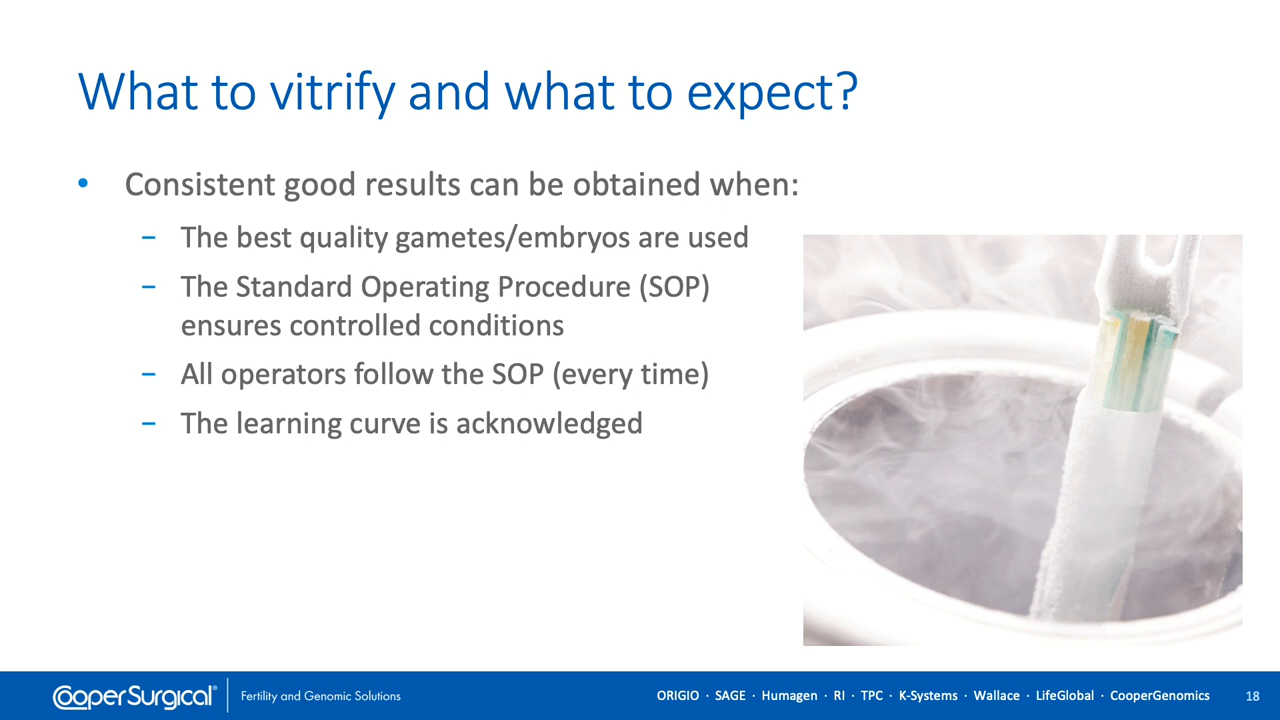 What to vitrify and what to expect?
• Consistent good results can be obtained when:
– The best quality gametes/embryos are used
– The Standard Operating Procedure (SOP)
ensures controlled conditions
– All operators follow the SOP (every time)
– The learning curve is acknowledged
CooperSurgical® Fertility and Genomic Solutions ORIGIO · SAGE · Humagen · RI · TPC · K-Systems · Wallace · LifeGlobal · CooperGenomics 18